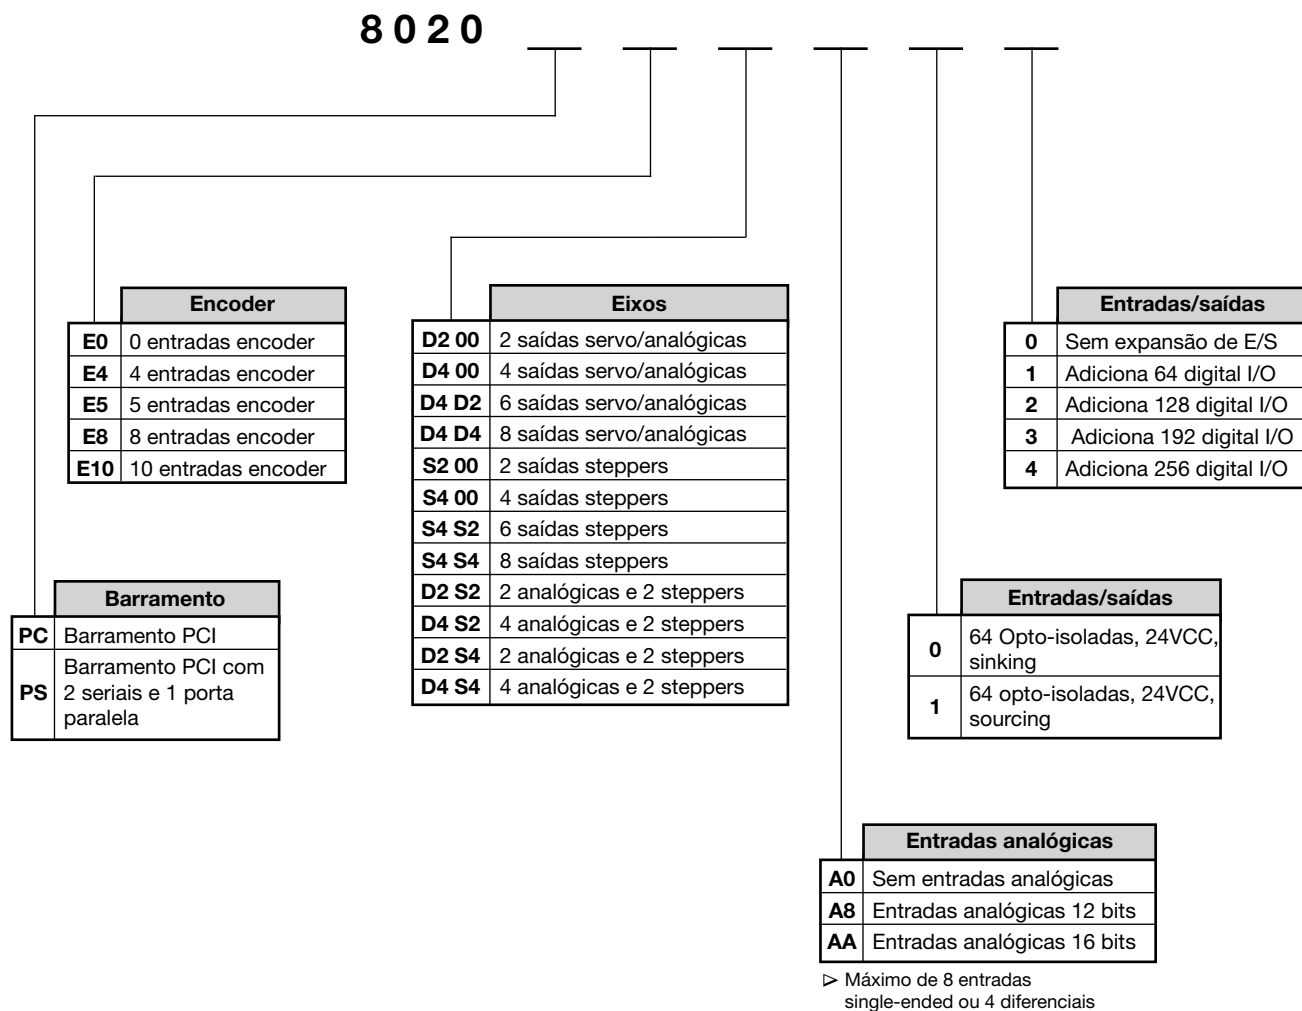 8020
Encoder
E0 0 entradas encoder
E4 4 entradas encoder
E5 5 entradas encoder
E8 8 entradas encoder
E10 10 entradas encoder
Eixos
D2 00 2 saídas servo/analógicas
D4 00 4 saídas servo/analógicas
D4 D2 6 saídas servo/analógicas
D4 D4 8 saídas servo/analógicas
S2 00 2 saídas steppers
S4 00 4 saídas steppers
S4 S2 6 saídas steppers
S4 S4 8 saídas steppers
D2 S2 2 analógicas e 2 steppers
D4 S2 4 analógicas e 2 steppers
D2 S4 2 analógicas e 2 steppers
D4 S4 4 analógicas e 2 steppers
Entradas/saídas
0 Sem expansão de E/S
1 Adiciona 64 digital I/O
2 Adiciona 128 digital I/O
3 Adiciona 192 digital I/O
4 Adiciona 256 digital I/O
Barramento
PC Barramento PCI
Barramento PCI com
PS 2 seriais e 1 porta
paralela
Entradas/saídas
0 64 Opto-isoladas, 24VCC,
sinking
1 64 opto-isoladas, 24VCC,
sourcing
Entradas analógicas
A0 Sem entradas analógicas
A8 Entradas analógicas 12 bits
AA Entradas analógicas 16 bits
▷ Máximo de 8 entradas
single-ended ou 4 diferenciais